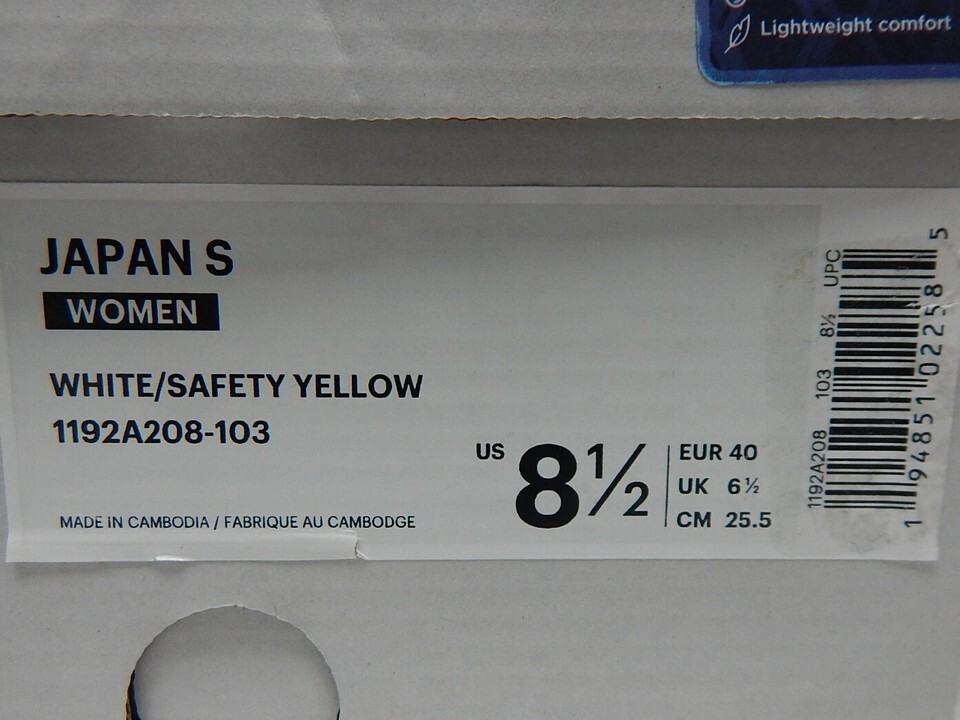 Lightweight comfort
JAPAN S
WOMEN
WHITE/SAFETY YELLOW
1192A208-103
MADE IN CAMBODIA / FABRIQUE AU CAMBODGE
US 8½
EUR 40
UK 6½
CM 25.5
1192A208 103 8½ UPC
1 94851 02258 5